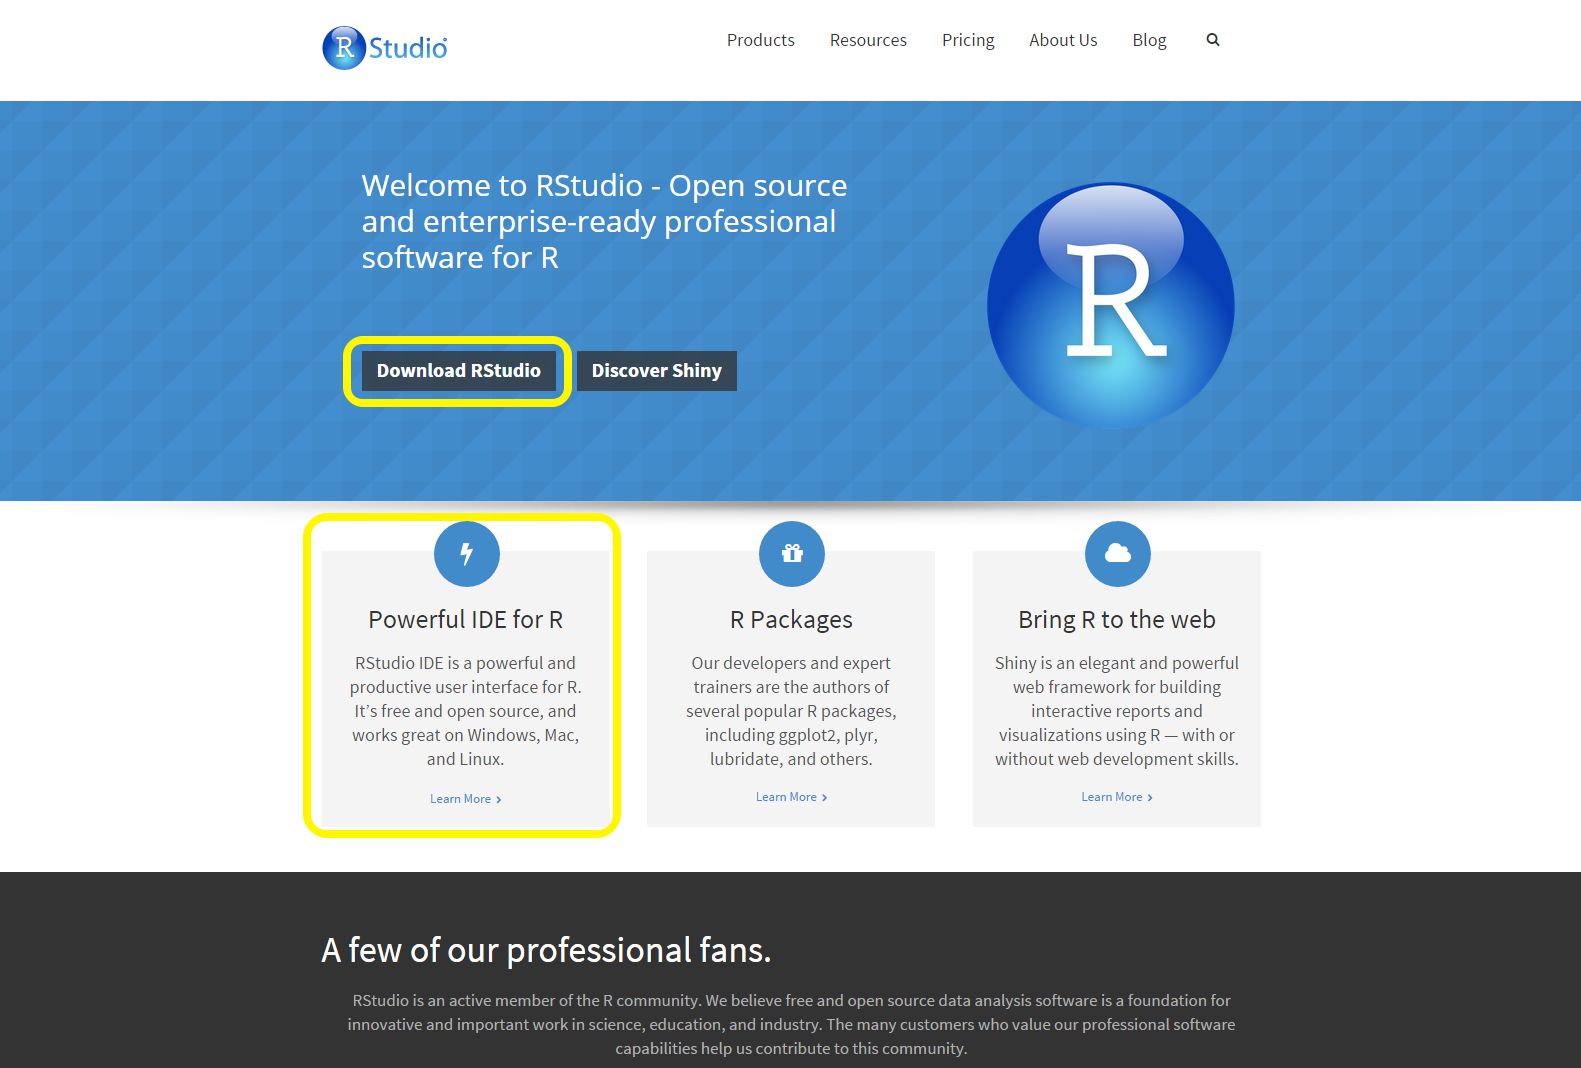 R Studio
Products Resources Pricing About Us Blog
Welcome to RStudio - Open source
and enterprise-ready professional
software for R
R
Download RStudio Discover Shiny
Powerful IDE for R
RStudio IDE is a powerful and
productive user interface for R.
It’s free and open source, and
works great on Windows, Mac,
and Linux.
Learn More
R Packages
Our developers and expert
trainers are the authors of
several popular R packages,
including ggplot2, plyr,
lubridate, and others.
Learn More
Bring R to the web
Shiny is an elegant and powerful
web framework for building
interactive reports and
visualizations using R — with or
without web development skills.
Learn More
A few of our professional fans.
RStudio is an active member of the R community. We believe free and open source data analysis software is a foundation for
innovative and important work in science, education, and industry. The many customers who value our professional software
capabilities help us contribute to this community.